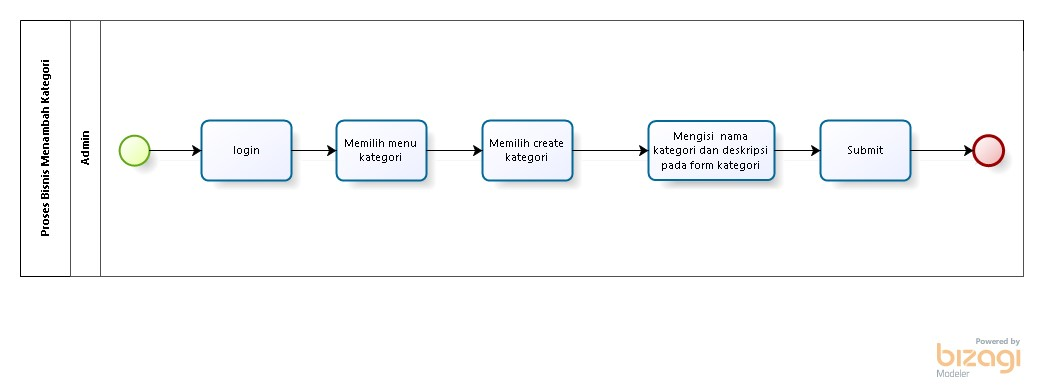 Proses Bisnis Menambah Kategori
Admin
login
Memilih menu
kategori
Memilih create
kategori
Mengisi nama
kategori dan deskripsi
pada form kategori
Submit
Powered by
bizagi
Modeler